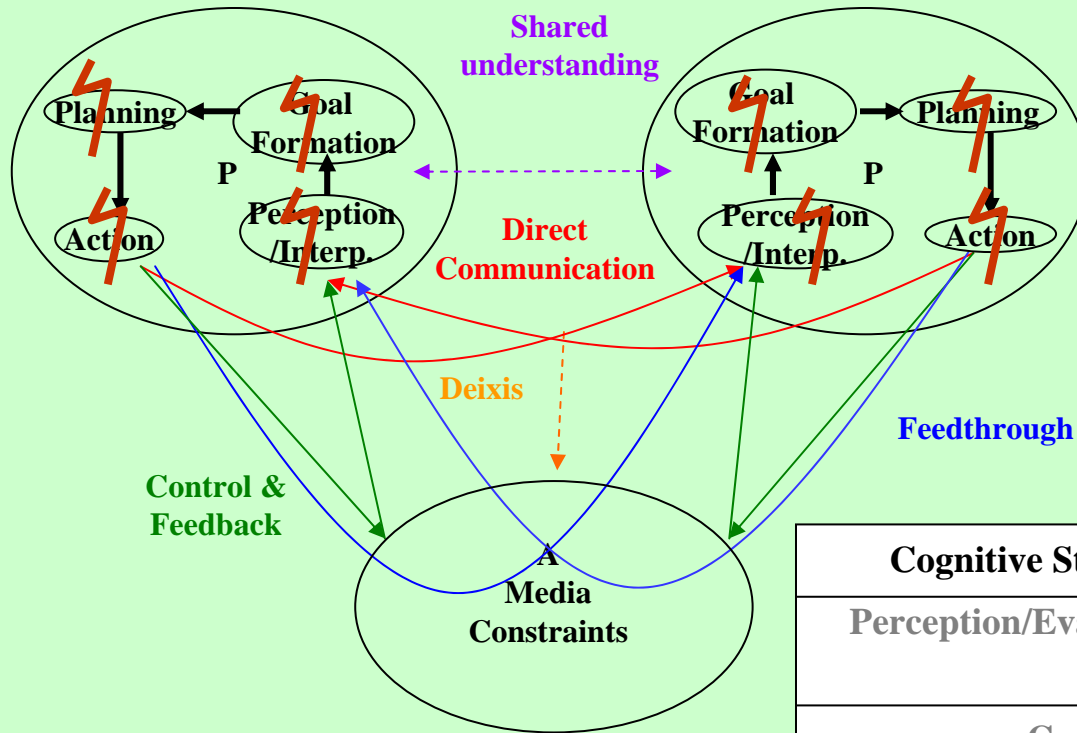 Shared
understanding
Planning
Goal
Formation
P
Action
Perception
/Interp.
Goal
Formation
Planning
P
Perception
/Interp.
Action
Direct
Communication
Deixis
Feedthrough
Control &
Feedback
A
Media
Constraints
Cognitive St
Perception/Eva